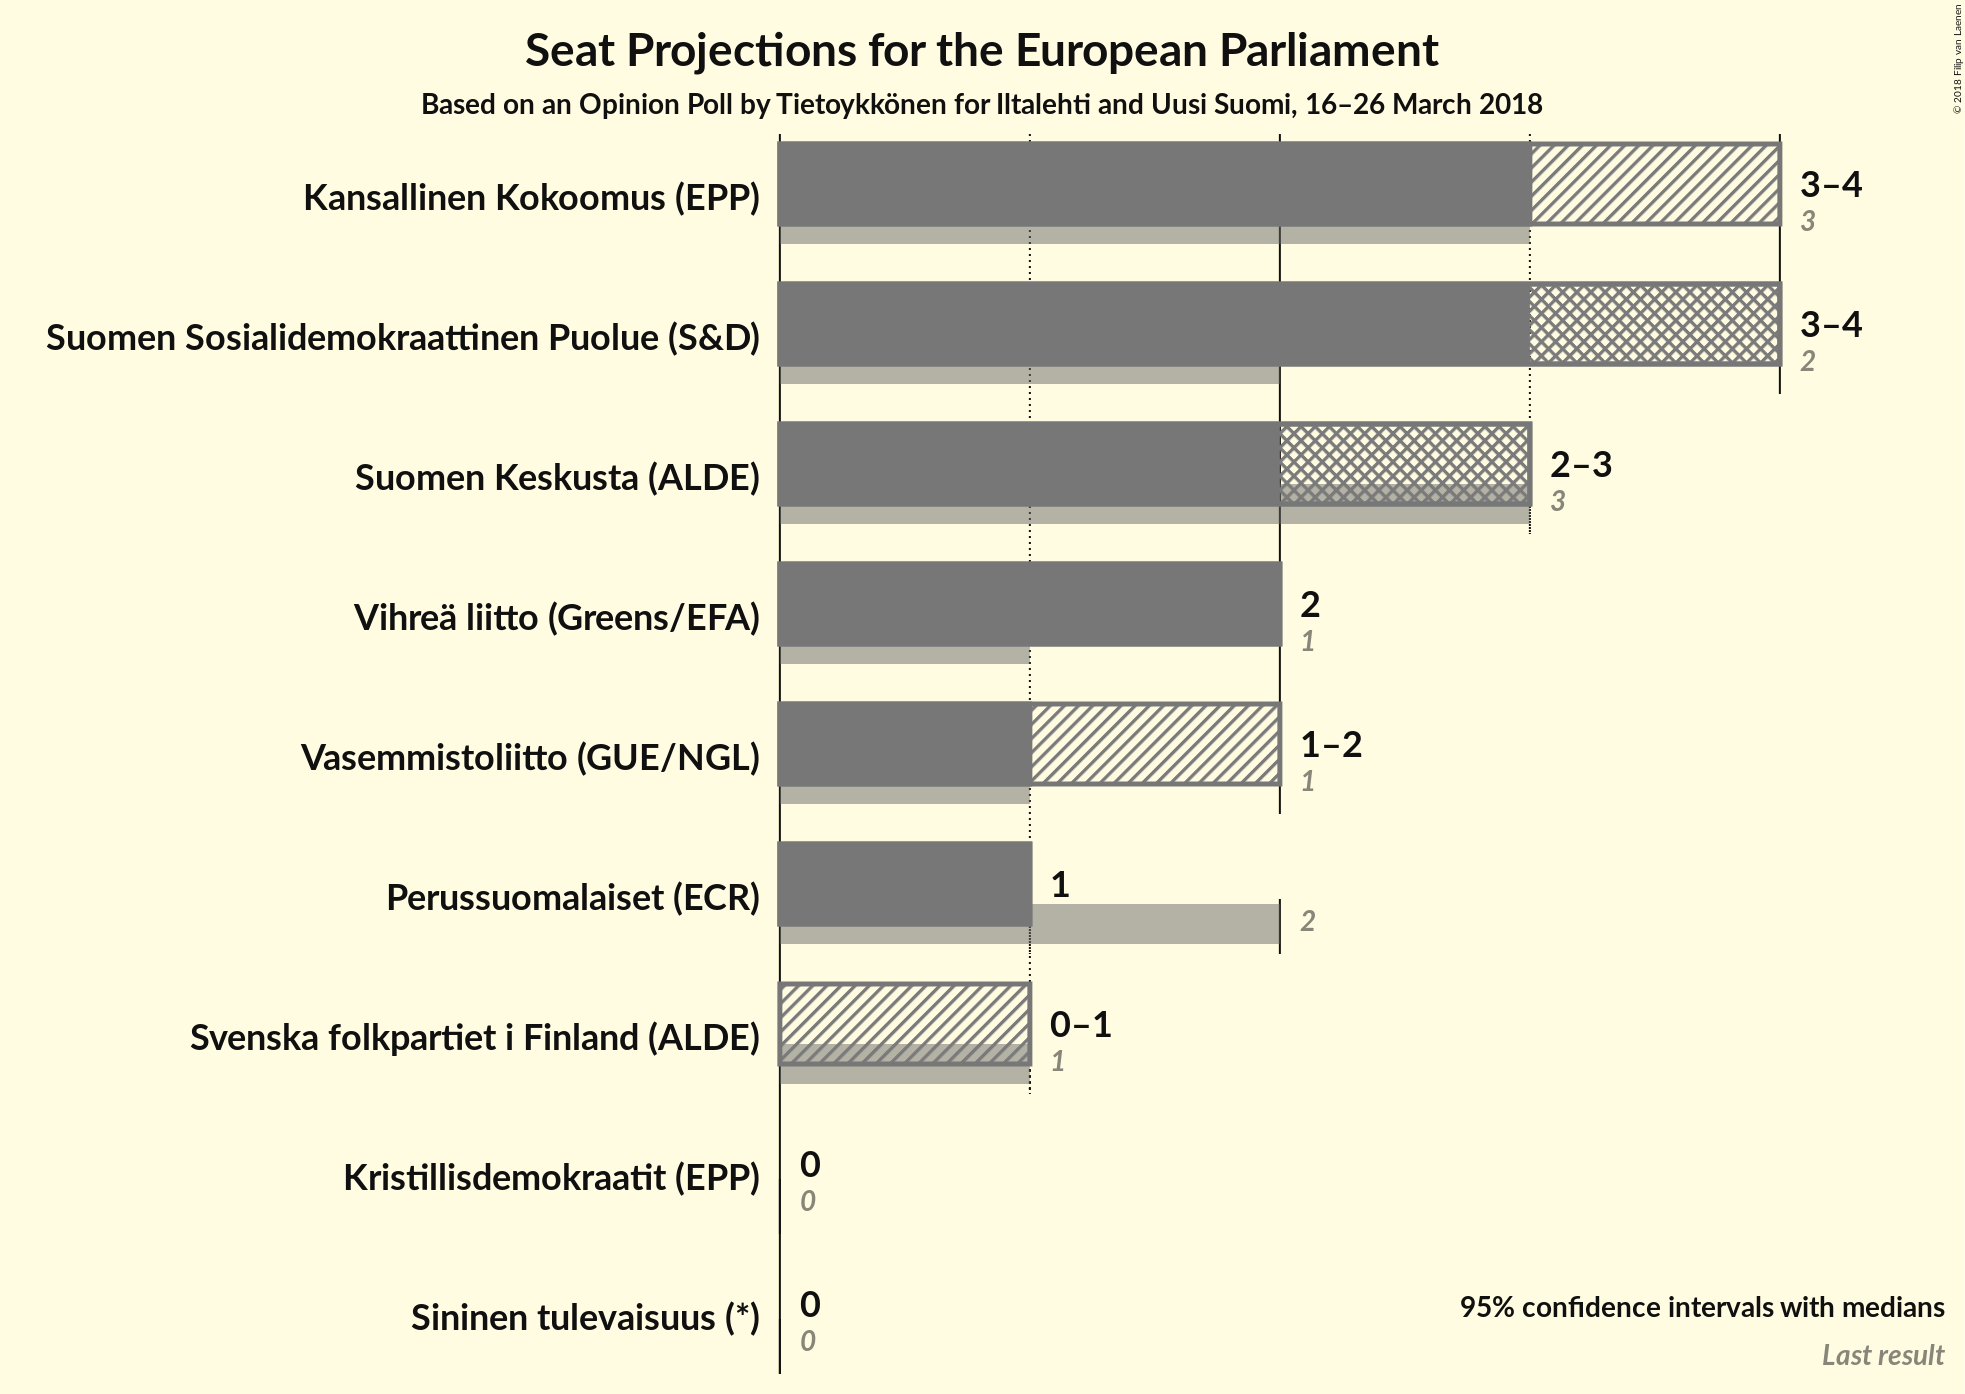 Seat Projections for the European Parliament
Based on an Opinion Poll by Tietoykkönen for Iltalehti and Uusi Suomi, 16–26 March 2018
© 2018 Filip van Laenen
Kansallinen Kokoomus (EPP)
3–4
3
Suomen Sosialidemokraattinen Puolue (S&D)
3–4
2
Suomen Keskusta (ALDE)
2–3
3
Vihreä liitto (Greens/EFA)
2
1
Vasemmistoliitto (GUE/NGL)
1–2
1
Perussuomalaiset (ECR)
1
2
Svenska folkpartiet i Finland (ALDE)
0–1
1
Kristillisdemokraatit (EPP)
0
0
Sininen tulevaisuus (*)
0
0
95% confidence intervals with medians
Last result